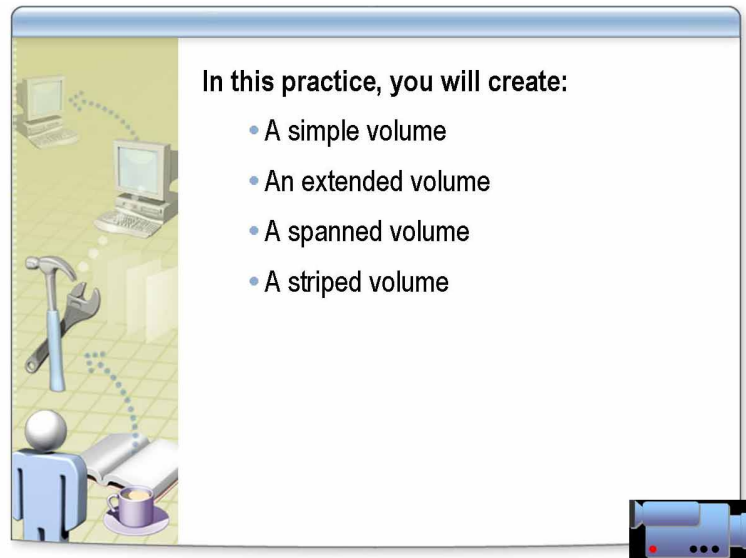 In this practice, you will create:
• A simple volume
• An extended volume
• A spanned volume
• A striped volume